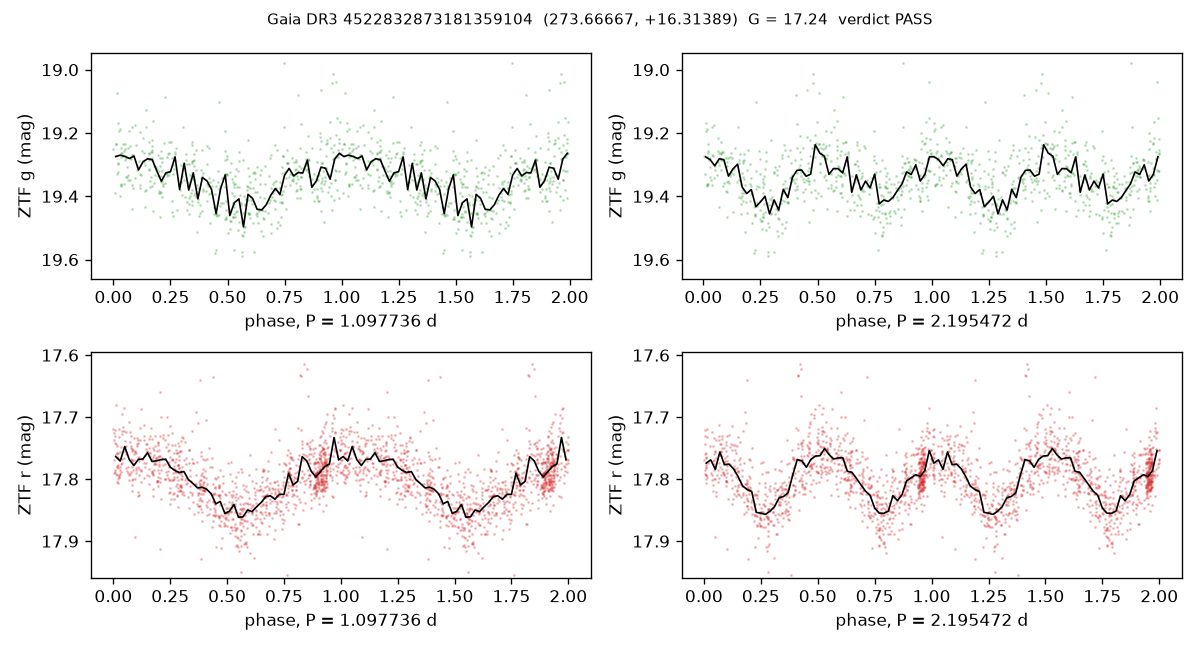 Gaia DR3 4522832873181359104  (273.66667, +16.31389)  G = 17.24  verdict PASS
ZTF g (mag)
19.0
19.2
19.4
19.6
0.00 0.25 0.50 0.75 1.00 1.25 1.50 1.75 2.00
phase, P = 1.097736 d
ZTF g (mag)
19.0
19.2
19.4
19.6
0.00 0.25 0.50 0.75 1.00 1.25 1.50 1.75 2.00
phase, P = 2.195472 d
ZTF r (mag)
17.6
17.7
17.8
17.9
0.00 0.25 0.50 0.75 1.00 1.25 1.50 1.75 2.00
phase, P = 1.097736 d
ZTF r (mag)
17.6
17.7
17.8
17.9
0.00 0.25 0.50 0.75 1.00 1.25 1.50 1.75 2.00
phase, P = 2.195472 d